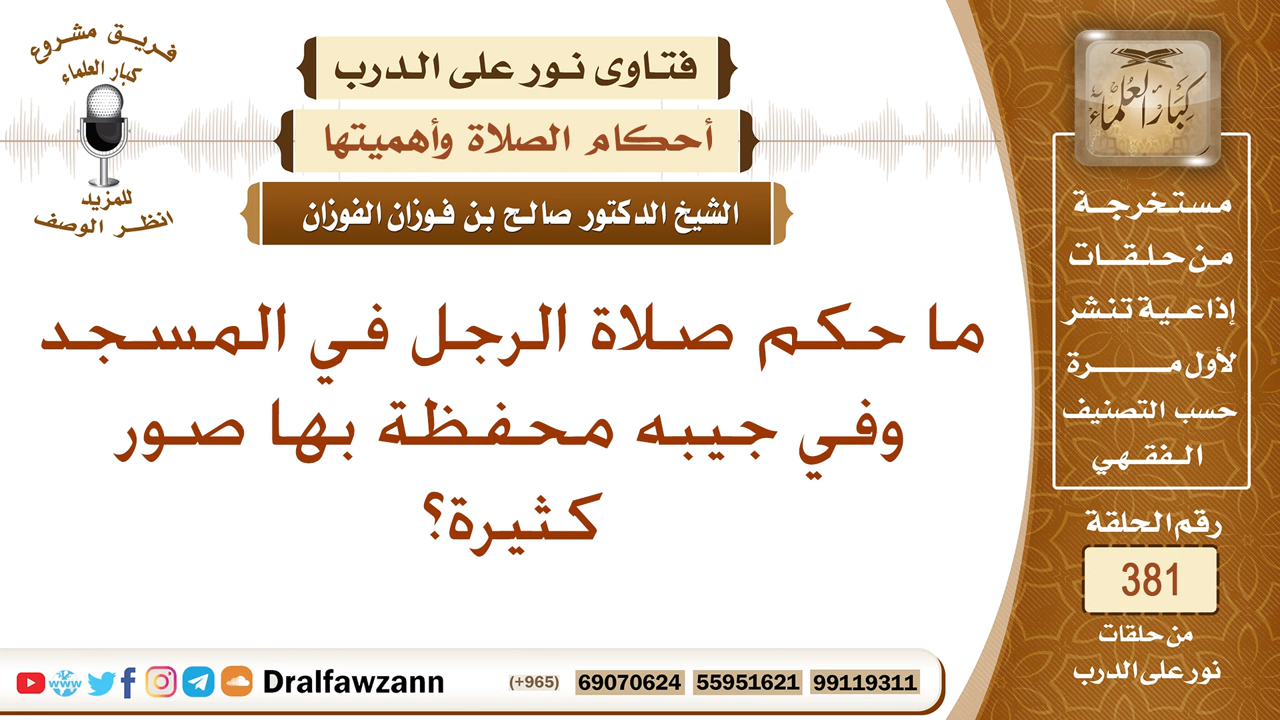 فريق مشروع
كبار العلماء
للمزيد
انظر الوصف
فتاوى نور على الدرب
أحكام الصلاة وأهميتها
الشيخ الدكتور صالح بن فوزان الفوزان
ما حكم صلاة الرجل في المسجد
وفي جيبه محفظة بها صور
كثيرة؟
كبار العلماء
مستخرجة
من حلقات
إذاعية تنشر
لأول مرة
حسب التصنيف
الفقهي
رقم الحلقة
381
من حلقات
نور على الدرب
www Dralfawzann (+965) 69070624 55951621 99119311